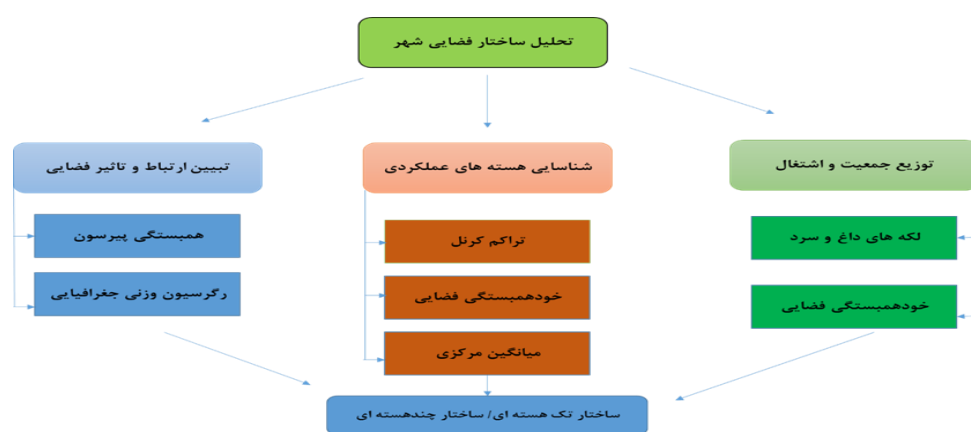 تحلیل ساختار فضایی شهر
توزیع جمعیت و اشتغال
شناسایی هسته های عملکردی
تبیین ارتباط و تاثیر فضایی
لکه های داغ و سرد
خودهمبستگی فضایی
تراکم کرنل
خودهمبستگی فضایی
میانگین مرکزی
همبستگی پیرسون
رگرسیون وزنی جغرافیایی
ساختار تک هسته ای/ ساختار چندهسته ای